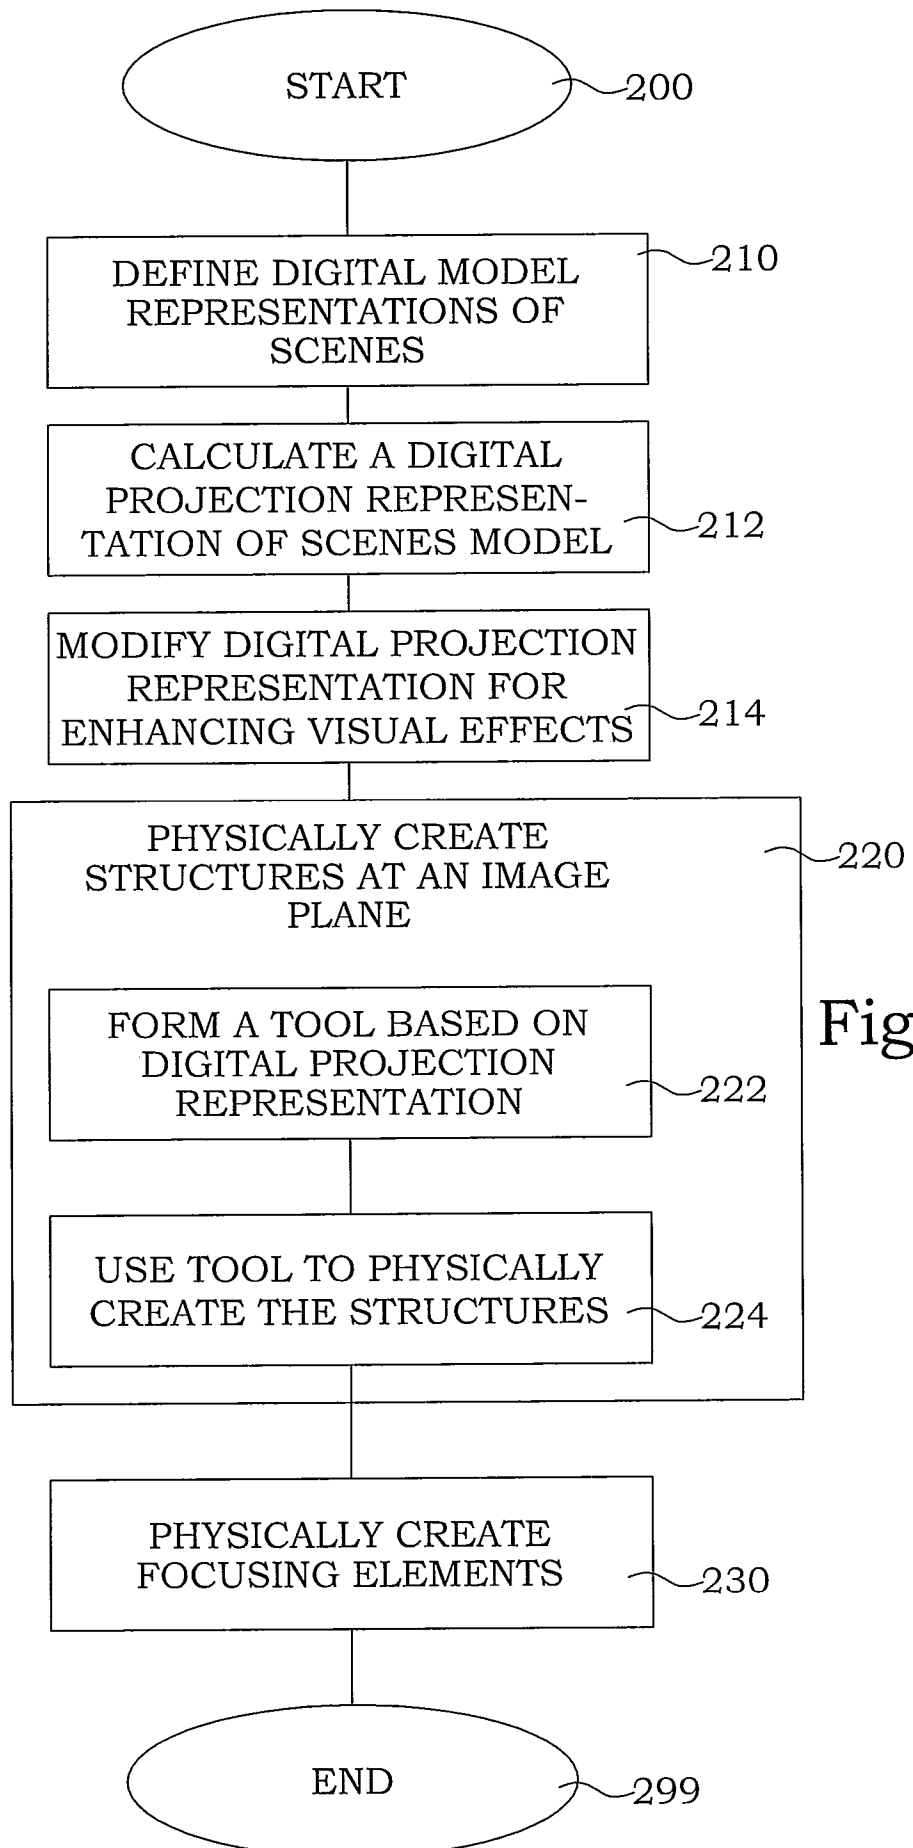 START
200
DEFINE DIGITAL MODEL
REPRESENTATIONS OF
SCENES
210
CALCULATE A DIGITAL
PROJECTION REPRESEN-
TATION OF SCENES MODEL
212
MODIFY DIGITAL PROJECTION
REPRESENTATION FOR
ENHANCING VISUAL EFFECTS
214
PHYSICALLY CREATE
STRUCTURES AT AN IMAGE
PLANE
220
FORM A TOOL BASED ON
DIGITAL PROJECTION
REPRESENTATION
222
Fig
USE TOOL TO PHYSICALLY
CREATE THE STRUCTURES
224
PHYSICALLY CREATE
FOCUSING ELEMENTS
230
END
299